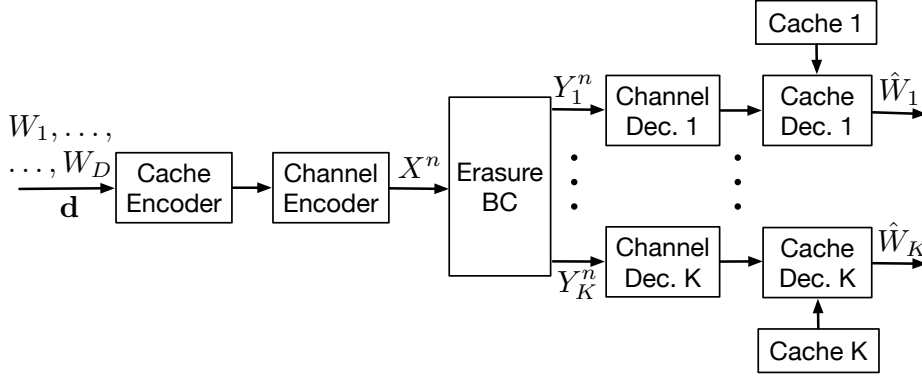 W_1, ...,
..., W_D
d
Cache
Encoder
Channel
Encoder
X^n
Erasure
BC
Y_1^n
Channel
Dec. 1
Cache 1
Cache
Dec. 1
Ŵ_1
Y_K^n
Channel
Dec. K
Cache
Dec. K
Ŵ_K
Cache K